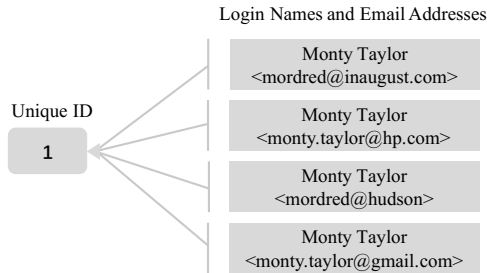 Login Names and Email Addresses
Monty Taylor
<mordred@inaugust.com>
Monty Taylor
<monty.taylor@hp.com>
Unique ID
1
Monty Taylor
<mordred@hudson>
Monty Taylor
<monty.taylor@gmail.com>